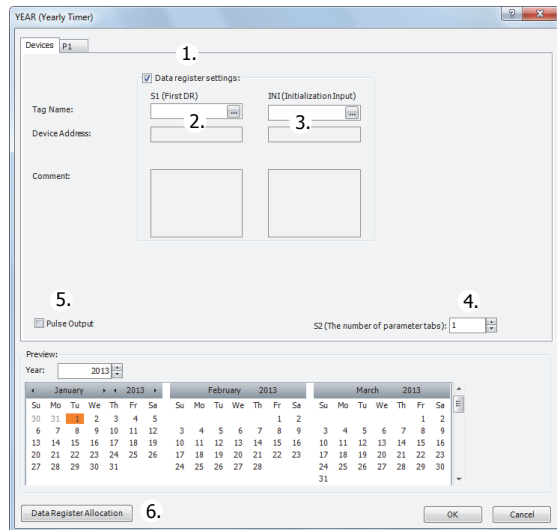 YEAR (Yearly Timer)
Devices P1
1.
Data register settings:
S1 (First DR) INI (Initialization Input)
Tag Name: ... ...
2. 3.
Device Address:
Comment:
5. 4.
Pulse Output S2 (The number of parameter tabs): 1
Preview:
Year: 2013
January 2013 February 2013 March 2013
Su Mo Tu We Th Fr Sa Su Mo Tu We Th Fr Sa Su Mo Tu We Th Fr Sa
30 31 1 2 3 4 5 1 2 1 2
6 7 8 9 10 11 12 3 4 5 6 7 8 9 3 4 5 6 7 8 9
13 14 15 16 17 18 19 10 11 12 13 14 15 16 10 11 12 13 14 15 16
20 21 22 23 24 25 26 17 18 19 20 21 22 23 17 18 19 20 21 22 23
27 28 29 30 31 24 25 26 27 28 24 25 26 27 28 29 30
31
Data Register Allocation 6. OK Cancel